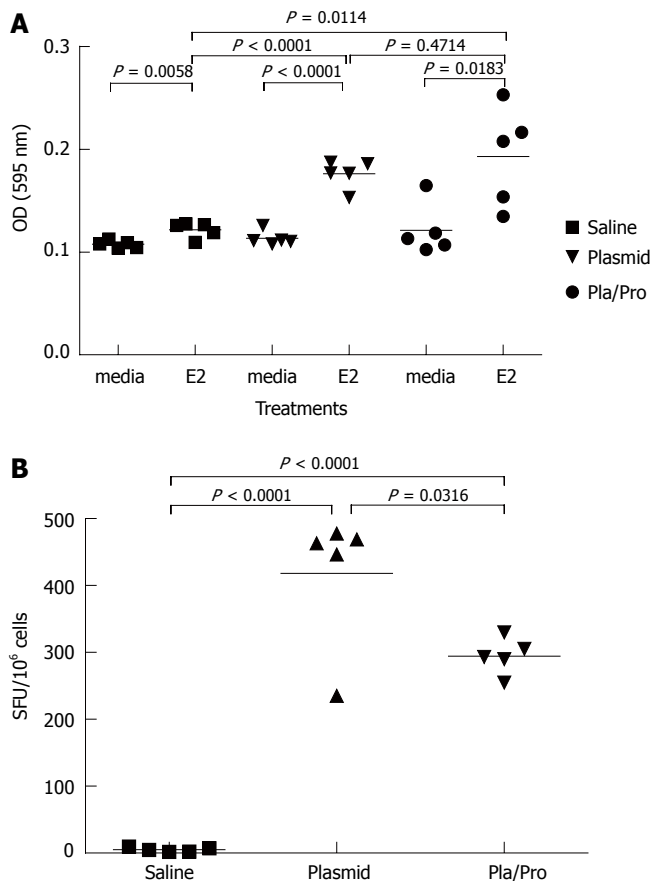 A
P = 0.0114
P < 0.0001 P = 0.4714
P = 0.0058 P < 0.0001 P = 0.0183
0.3
0.2
0.1
0.0
OD (595 nm)
media E2 media E2 media E2
Treatments
Saline
Plasmid
Pla/Pro
B
P < 0.0001
P < 0.0001 P = 0.0316
500
400
300
200
100
0
SFU/10⁶ cells
Saline Plasmid Pla/Pro